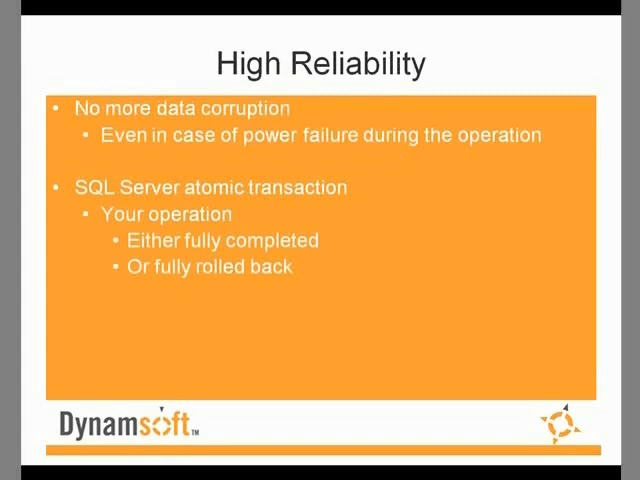 High Reliability
• No more data corruption
• Even in case of power failure during the operation
• SQL Server atomic transaction
• Your operation
• Either fully completed
• Or fully rolled back
Dynamsoft™